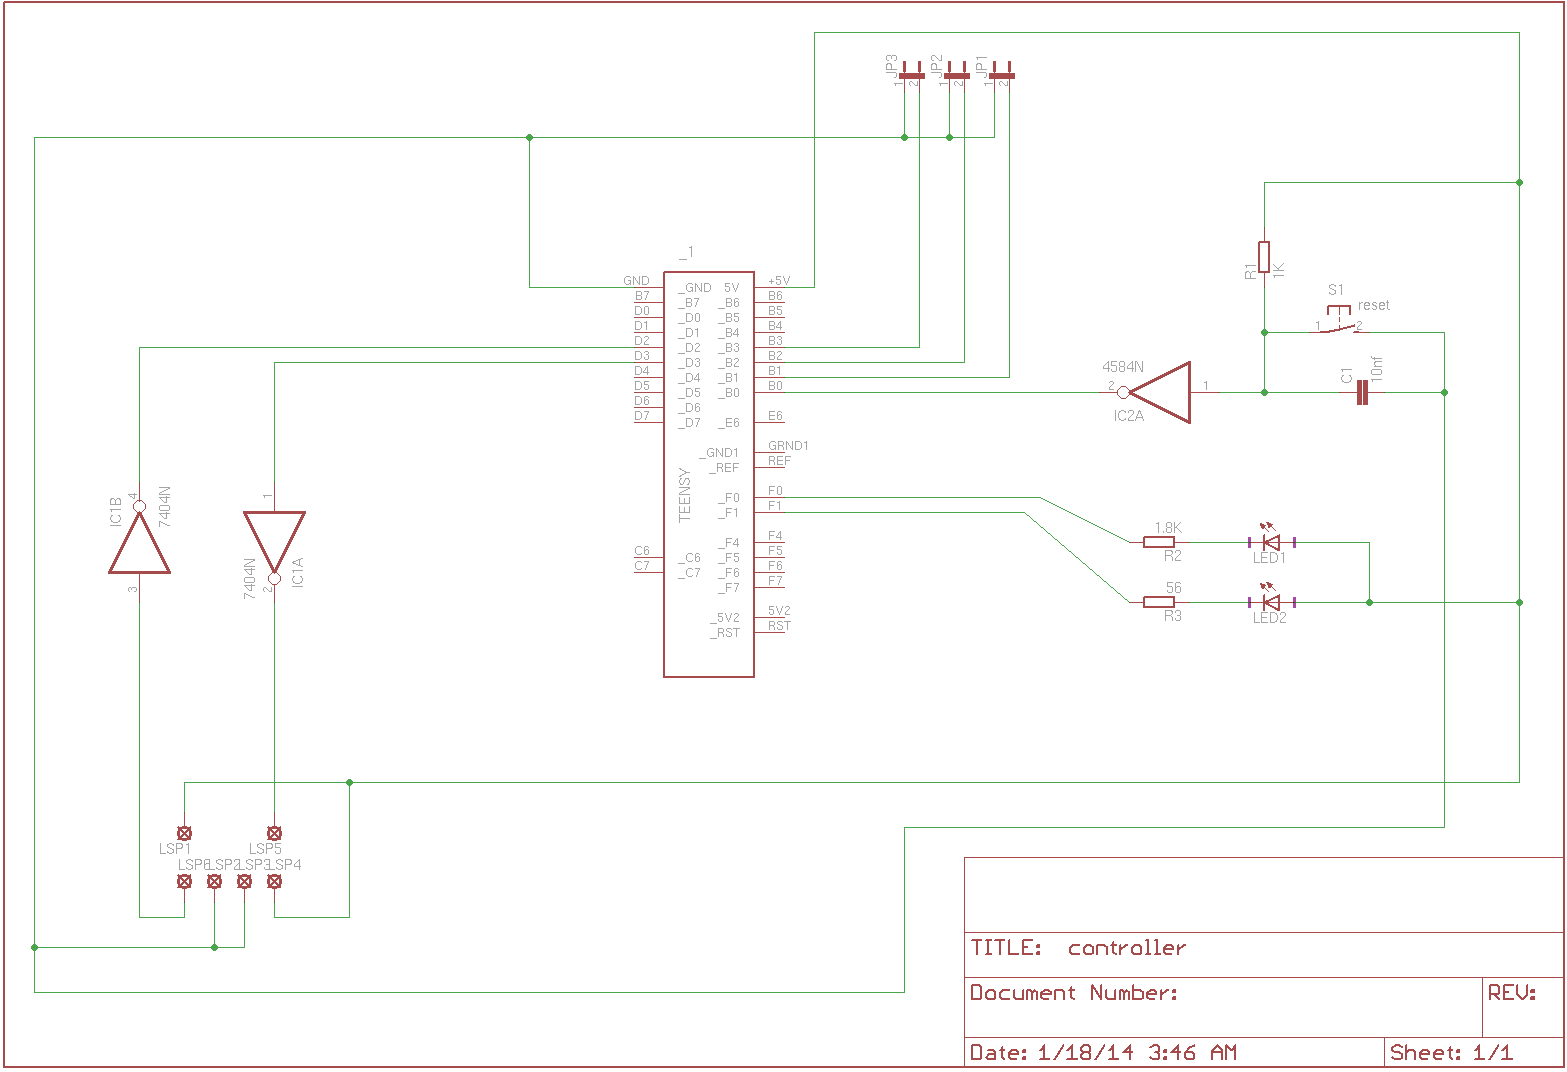 JP3
JP2
JP1
1
2
1
2
1
2
_1
GND
B7
D0
D1
D2
D3
D4
D5
D6
D7
C6
C7
_GND 5V
_B7 _B6
_D0 _B5
_D1 _B4
_D2 _B3
_D3 _B2
_D4 _B1
_D5 _B0
_D6
_D7 _E6
_GND1
_REF
TEENSY
_F0
_F1
_F4
_C6 _F5
_C7 _F6
_F7
_5V2
_RST
+5V
B6
B5
B4
B3
B2
B1
B0
E6
GRND1
REF
F0
F1
F4
F5
F6
F7
5V2
RST
R1
1K
S1
reset
1
2
C1
10nf
4584N
2
1
IC2A
1.8K
R2
LED1
56
R3
LED2
IC1B
4
7404N
3
1
7404N
2
IC1A
LSP1
LSP5
LSP6
LSP2
LSP3
LSP4
TITLE: controller
Document Number:
REV:
Date: 1/18/14 3:46 AM
Sheet: 1/1